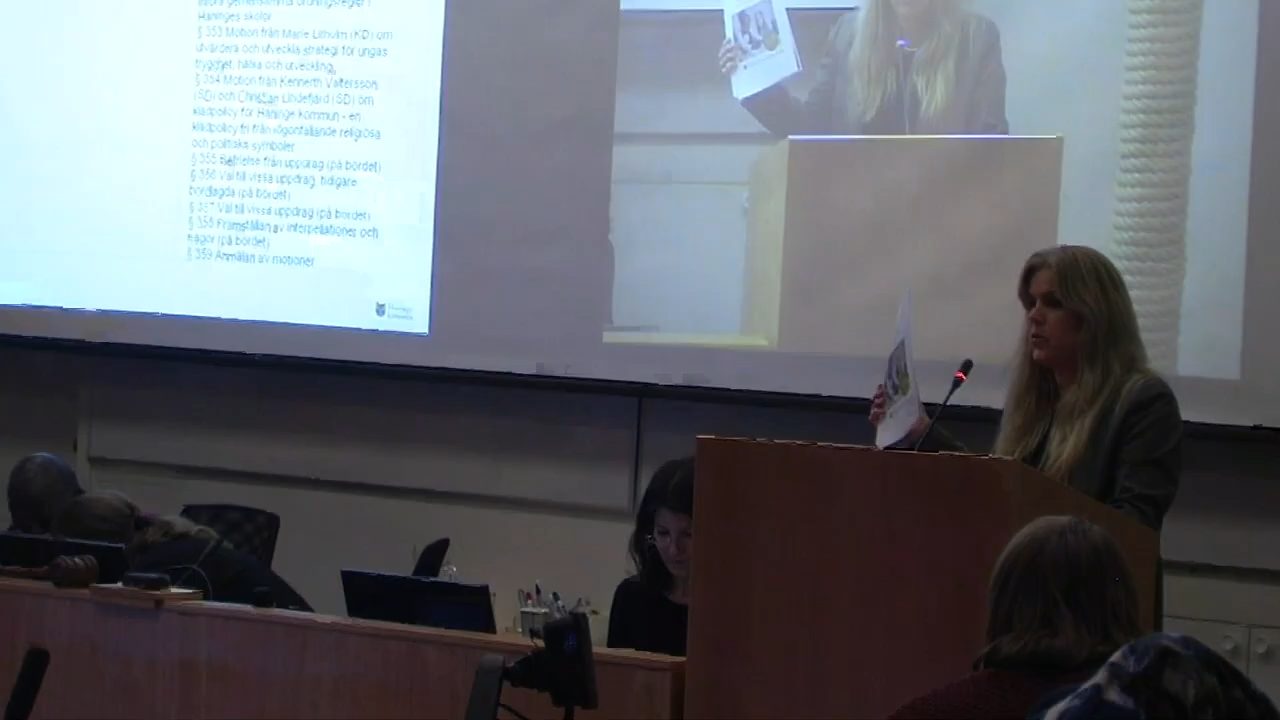 Haninges skolor
§ 353 Motion från Marie Litholm (KD) om
utvärdera och utveckla strategi för ungas
trygghet, hälsa och utveckling
§ 354 Motion från Kennerth Valtersson
(SD) och Christian Lindefjärd (SD) om
klädpolicy för Haninge kommun - en
klädpolicy fri från iögonfallande religiösa
och politiska symboler
§ 355 Befrielse från uppdrag (på bordet)
§ 356 Val till vissa uppdrag, tidigare
bordlagda (på bordet)
§ 357 Val till vissa uppdrag (på bordet)
§ 358 Framställan av interpellationer och
frågor (på bordet)
§ 359 Anmälan av motioner